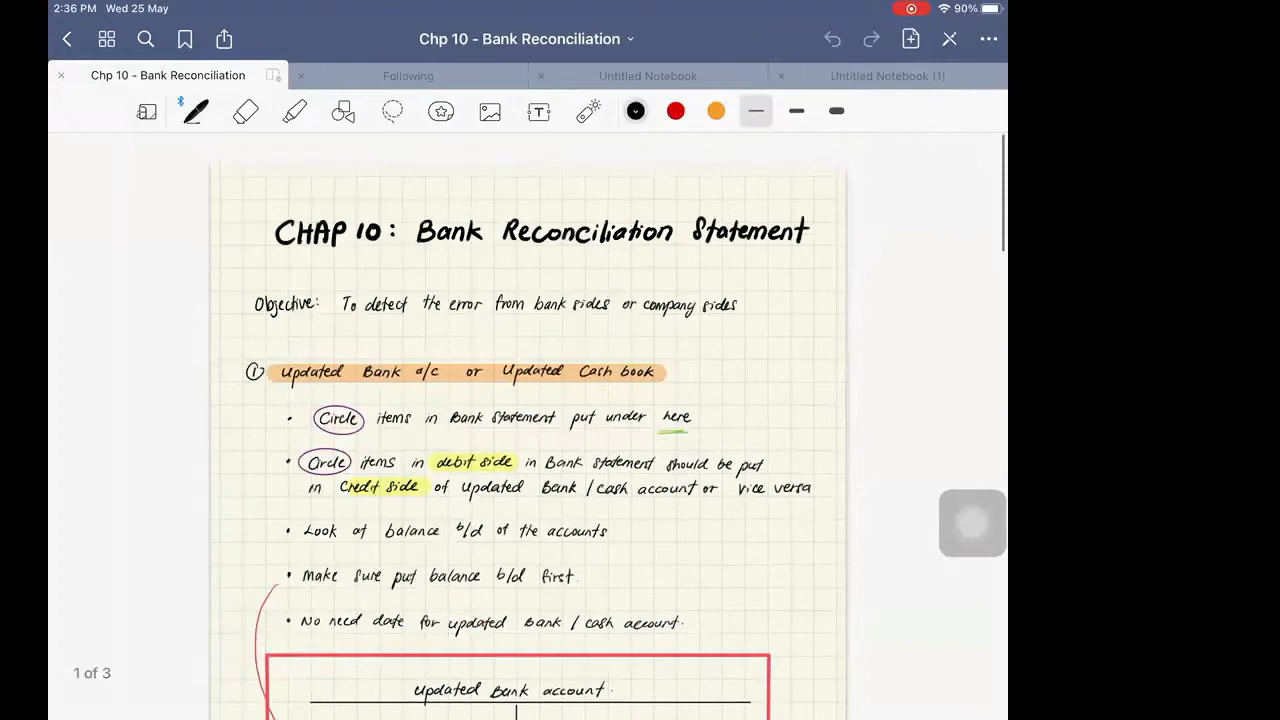 2:36 PM Wed 25 May
90%
Chp 10 - Bank Reconciliation
Chp 10 - Bank Reconciliation
Following
Untitled Notebook
Untitled Notebook (1)
CHAP 10: Bank Reconciliation Statement
Objective: To detect the error from bank sides or company sides
① Updated Bank a/c or Updated Cash book
• Circle items in Bank Statement put under here
• Circle items in debit side in Bank Statement should be put
in Credit side of Updated Bank / cash account or vice versa
• Look at balance b/d of the accounts
• Make sure put balance b/d first.
• No need date for updated Bank / cash account.
Updated Bank account.
1 of 3